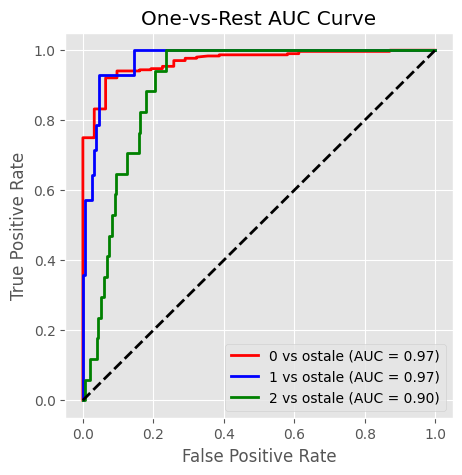 One-vs-Rest AUC Curve
True Positive Rate
1.0
0.8
0.6
0.4
0.2
0.0
0 vs ostale (AUC = 0.97)
1 vs ostale (AUC = 0.97)
2 vs ostale (AUC = 0.90)
0.0 0.2 0.4 0.6 0.8 1.0
False Positive Rate